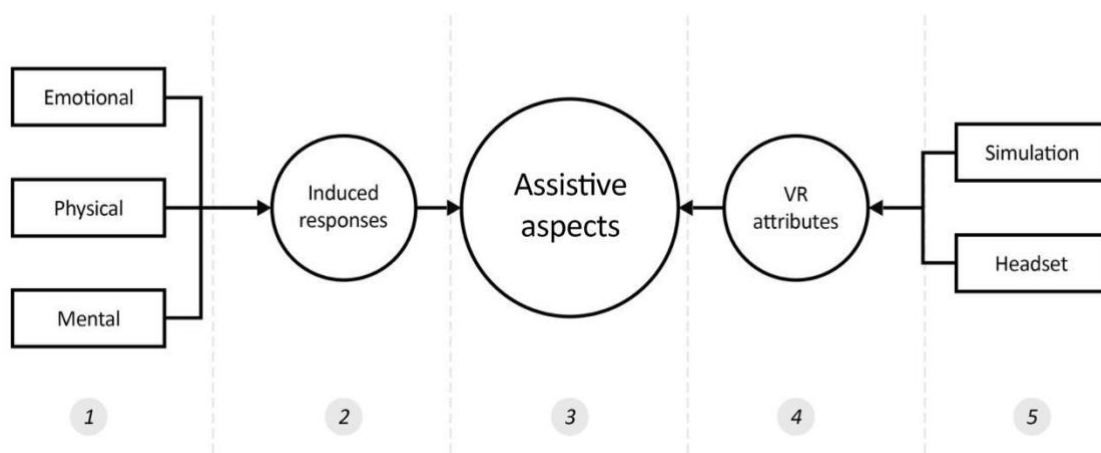 Emotional
Physical
Mental
Induced
responses
Assistive
aspects
VR
attributes
Simulation
Headset
1
2
3
4
5